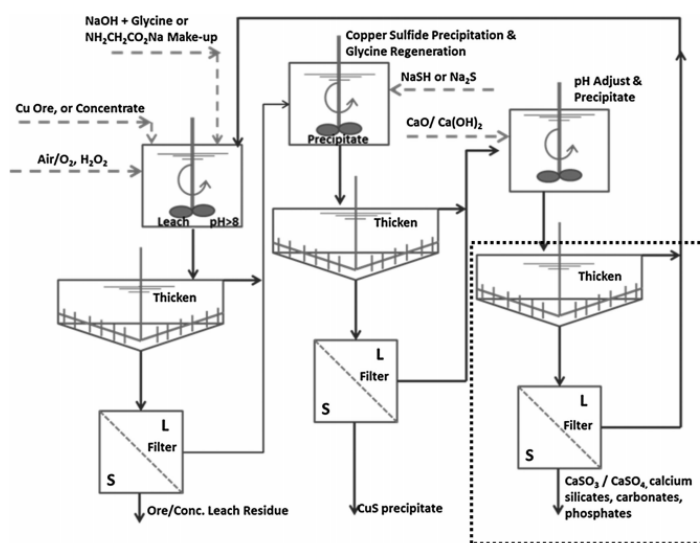 NaOH + Glycine or
NH₂CH₂CO₂Na Make-up
Copper Sulfide Precipitation &
Glycine Regeneration
NaSH or Na₂S
pH Adjust &
Precipitate
Cu Ore, or Concentrate
CaO/ Ca(OH)₂
Precipitate
Air/O₂, H₂O₂
Leach pH>8
Thicken
Thicken
Thicken
L
Filter
S
L
Filter
S
L
Filter
S
Ore/Conc. Leach Residue
CuS precipitate
CaSO₃ / CaSO₄, calcium
silicates, carbonates,
phosphates